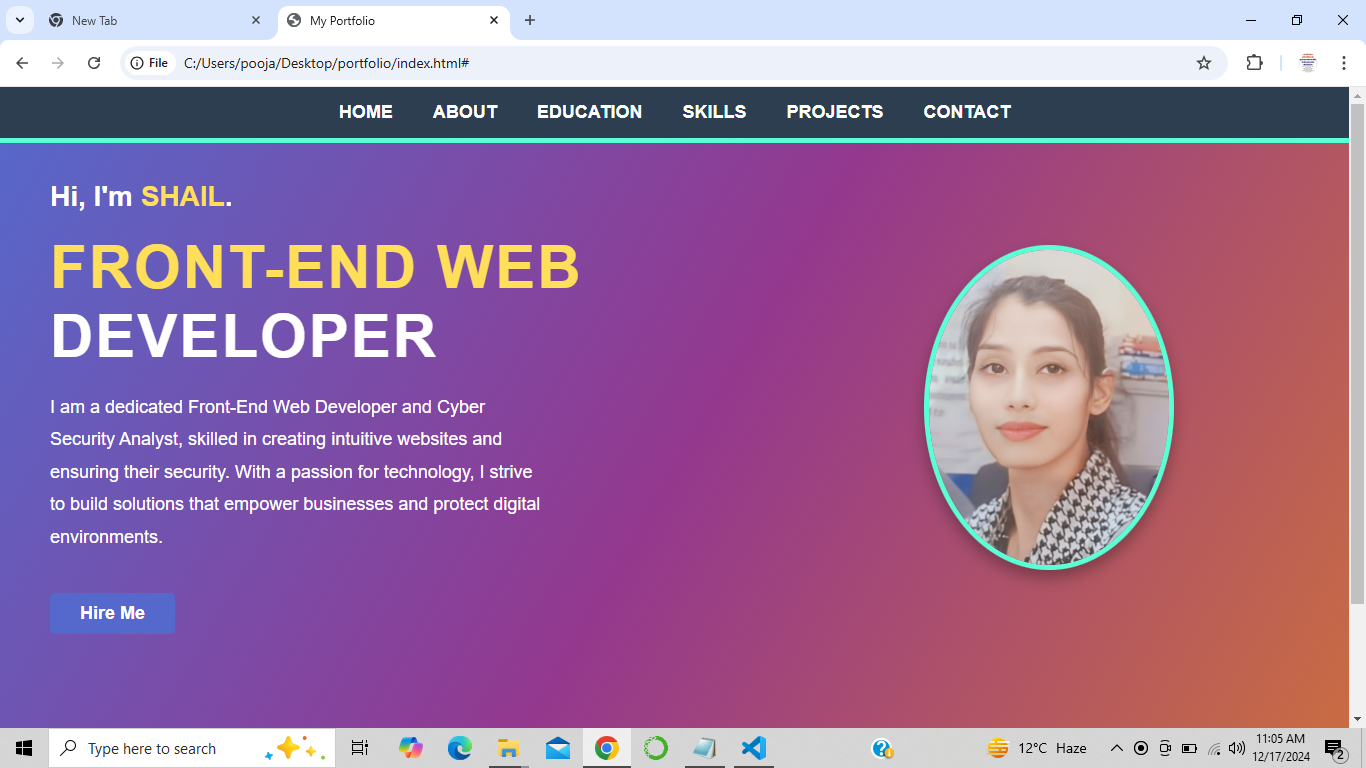 New Tab
My Portfolio
File
C:/Users/pooja/Desktop/portfolio/index.html#
HOME ABOUT EDUCATION SKILLS PROJECTS CONTACT
Hi, I'm SHAIL.
FRONT-END WEB
DEVELOPER
I am a dedicated Front-End Web Developer and Cyber
Security Analyst, skilled in creating intuitive websites and
ensuring their security. With a passion for technology, I strive
to build solutions that empower businesses and protect digital
environments.
Hire Me
Type here to search
12°C Haze
11:05 AM
12/17/2024
2